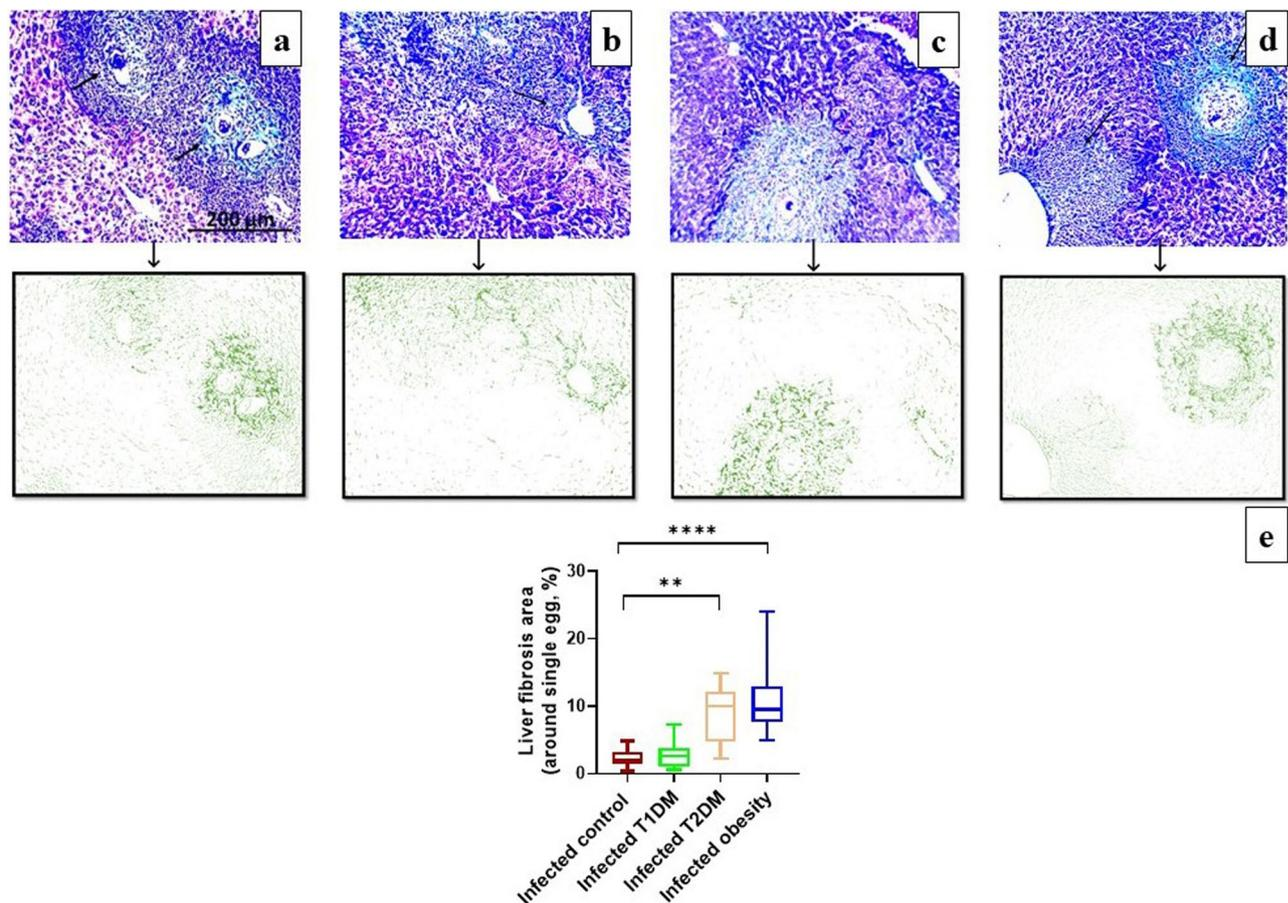 a
b
c
d
200 µm
e
****
**
30
20
10
0
Liver fibrosis area
(around single egg, %)
Infected control
Infected T1DM
Infected T2DM
Infected obesity